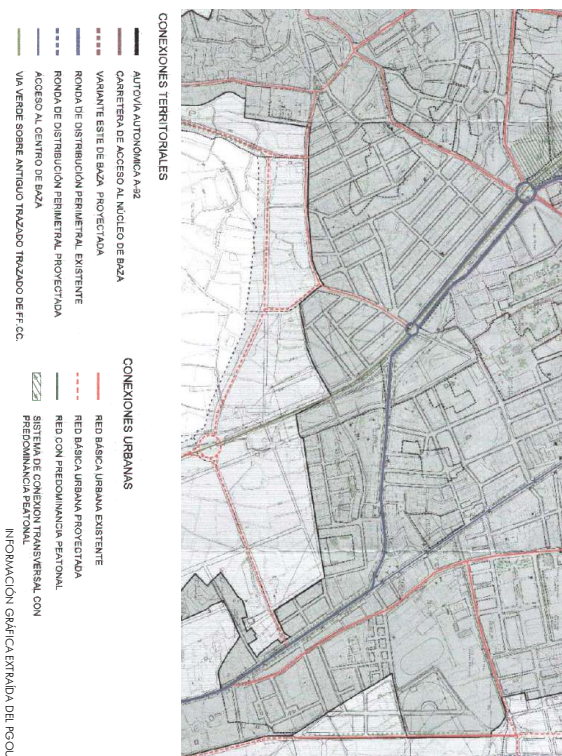 CONEXIONES TERRITORIALES
AUTOVÍA AUTONÓMICA A-92
CARRETERA DE ACCESO AL NÚCLEO DE BAZA
VARIANTE ESTE DE BAZA PROYECTADA
RONDA DE DISTRIBUCIÓN PERIMETRAL EXISTENTE
RONDA DE DISTRIBUCIÓN PERIMETRAL PROYECTADA
ACCESO AL CENTRO DE BAZA
VIA VERDE SOBRE ANTIGUO TRAZADO TRAZADO DE FF.CC.
CONEXIONES URBANAS
RED BÁSICA URBANA EXISTENTE
RED BÁSICA URBANA PROYECTADA
RED CON PREDOMINANCIA PEATONAL
SISTEMA DE CONEXION TRANSVERSAL CON
PREDOMINANCIA PEATONAL
INFORMACIÓN GRÁFICA EXTRAÍDA DEL PGOU